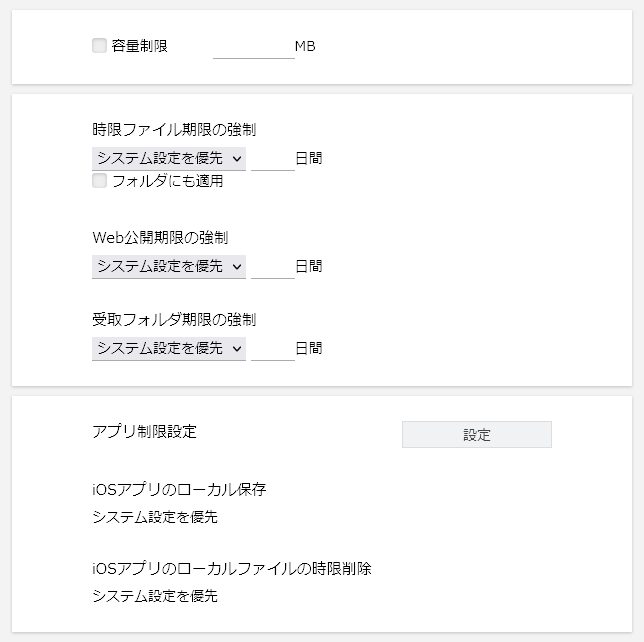 容量制限 MB
時限ファイル期限の強制
システム設定を優先 日間
フォルダにも適用
Web公開期限の強制
システム設定を優先 日間
受取フォルダ期限の強制
システム設定を優先 日間
アプリ制限設定 設定
iOSアプリのローカル保存
システム設定を優先
iOSアプリのローカルファイルの時限削除
システム設定を優先